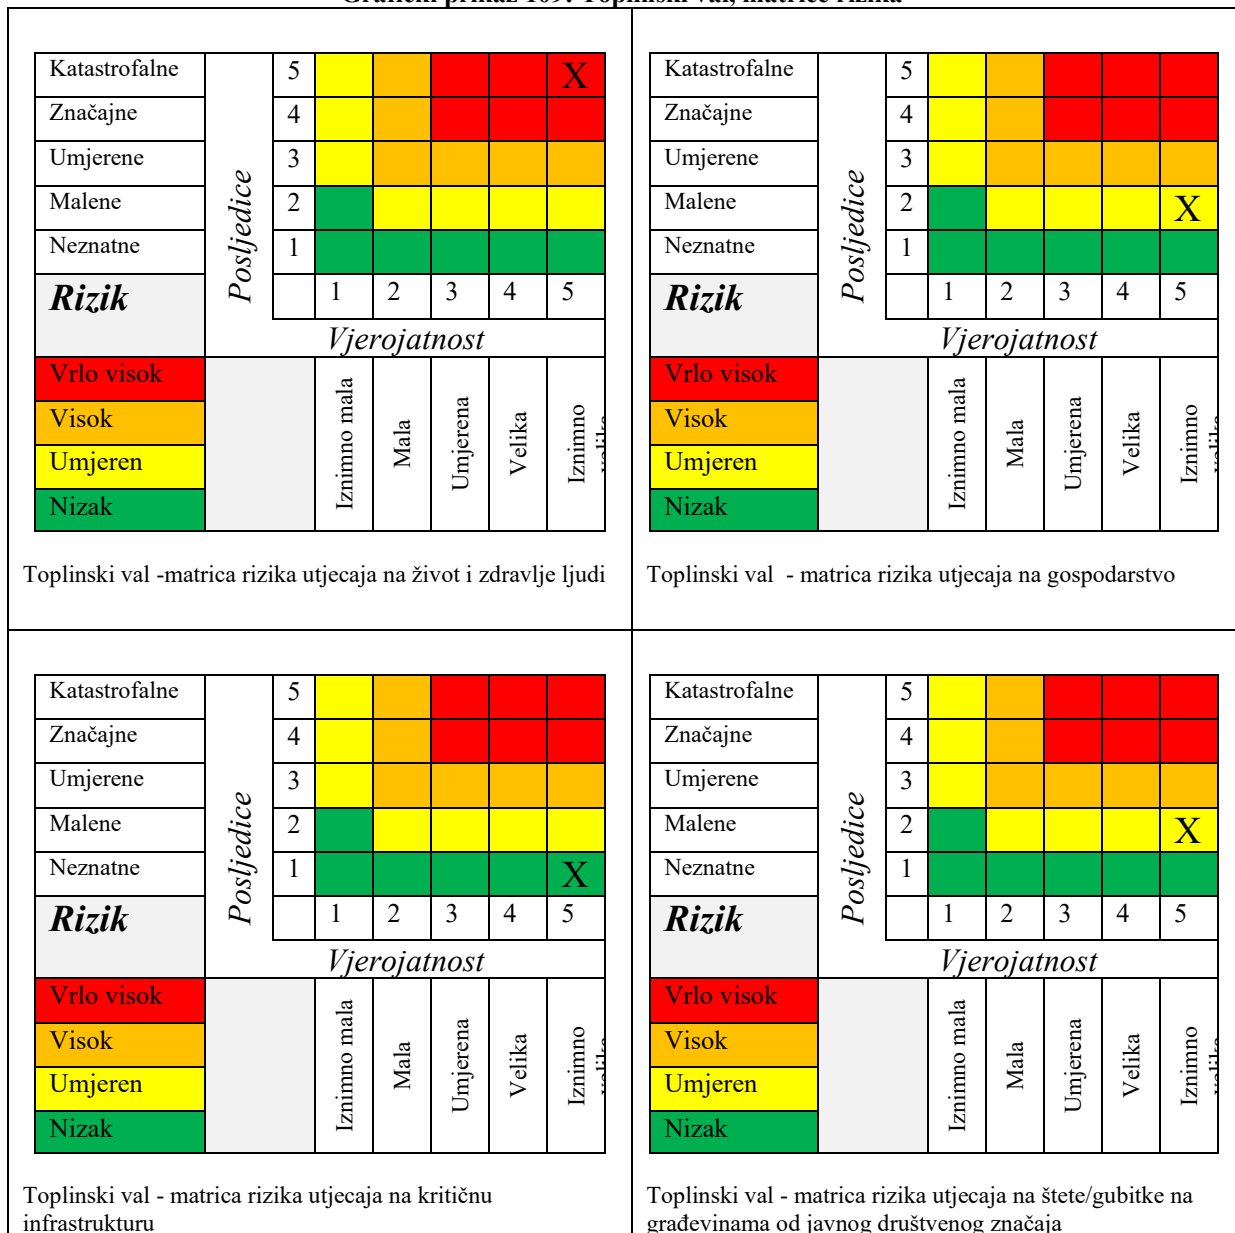 Grafički prikaz 109: Toplinski val, matrice rizika
Katastrofalne 5 X
Značajne 4
Umjerene 3
Malene 2
Neznatne 1
Posljedice
Rizik 1 2 3 4 5
Vjerojatnost
Vrlo visok
Visok
Umjeren
Nizak
Iznimno mala
Mala
Umjerena
Velika
Iznimno
Toplinski val -matrica rizika utjecaja na život i zdravlje ljudi
Katastrofalne 5
Značajne 4
Umjerene 3
Malene 2 X
Neznatne 1
Posljedice
Rizik 1 2 3 4 5
Vjerojatnost
Vrlo visok
Visok
Umjeren
Nizak
Iznimno mala
Mala
Umjerena
Velika
Iznimno
Toplinski val - matrica rizika utjecaja na gospodarstvo
Katastrofalne 5
Značajne 4
Umjerene 3
Malene 2
Neznatne 1 X
Posljedice
Rizik 1 2 3 4 5
Vjerojatnost
Vrlo visok
Visok
Umjeren
Nizak
Iznimno mala
Mala
Umjerena
Velika
Iznimno
Toplinski val - matrica rizika utjecaja na kritičnu
infrastrukturu
Katastrofalne 5
Značajne 4
Umjerene 3
Malene 2 X
Neznatne 1
Posljedice
Rizik 1 2 3 4 5
Vjerojatnost
Vrlo visok
Visok
Umjeren
Nizak
Iznimno mala
Mala
Umjerena
Velika
Iznimno
Toplinski val - matrica rizika utjecaja na štete/gubitke na
građevinama od javnog društvenog značaja